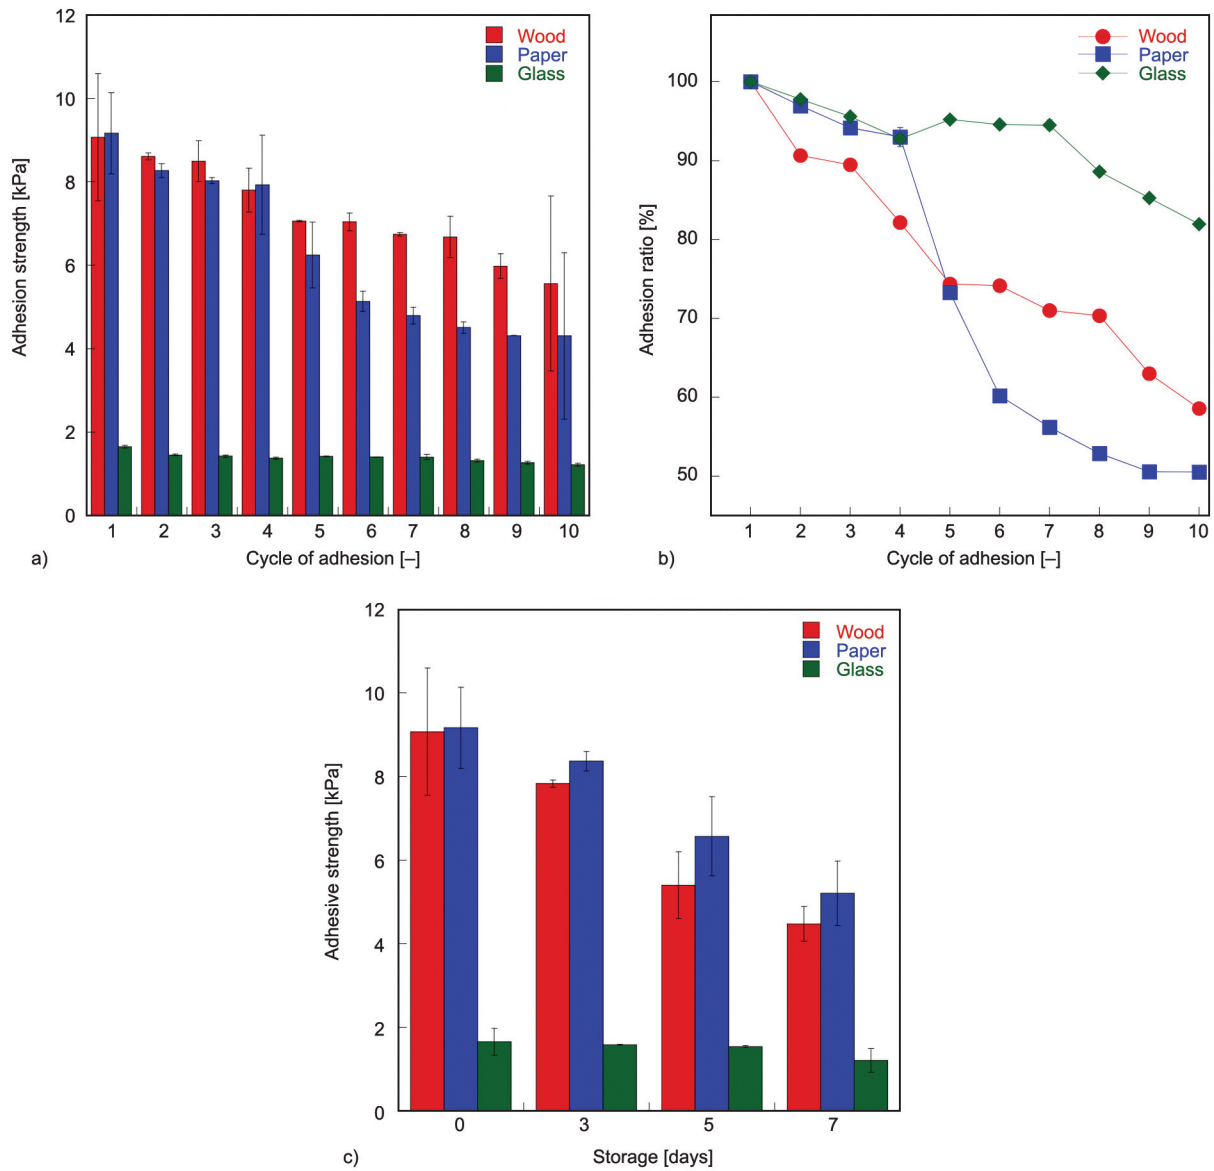 12
10
8
6
4
2
0
Adhesion strength [kPa]
Wood
Paper
Glass
1 2 3 4 5 6 7 8 9 10
Cycle of adhesion [–]
a)
100
90
80
70
60
50
Adhesion ratio [%]
Wood
Paper
Glass
1 2 3 4 5 6 7 8 9 10
Cycle of adhesion [–]
b)
12
10
8
6
4
2
0
Adhesive strength [kPa]
Wood
Paper
Glass
0 3 5 7
Storage [days]
c)